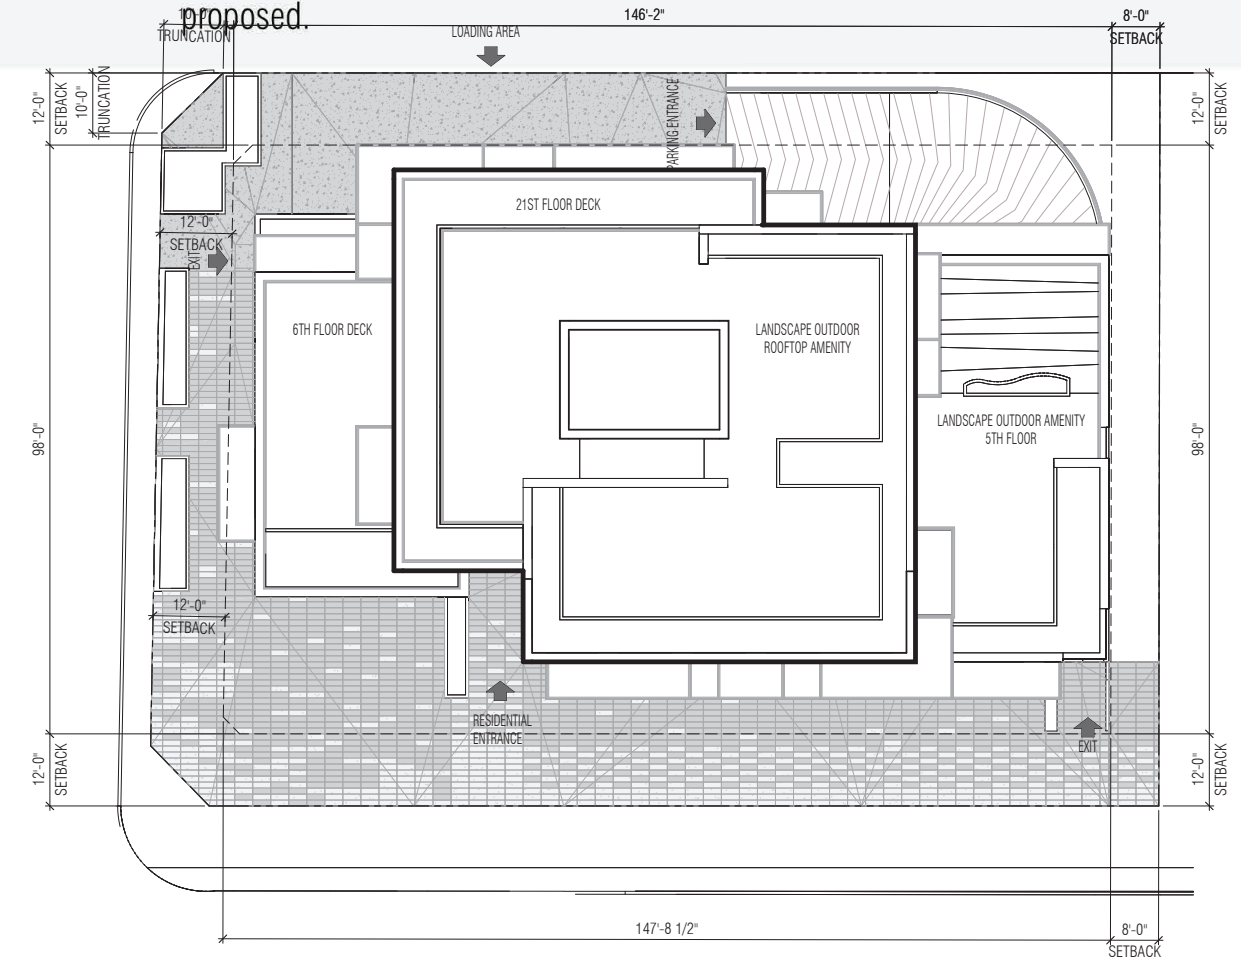 proposed.
10'-0"
TRUNCATION
146'-2"
8'-0"
SETBACK
LOADING AREA
12'-0"
SETBACK
10'-0"
TRUNCATION
PARKING ENTRANCE
12'-0"
SETBACK
21ST FLOOR DECK
12'-0"
SETBACK
EXIT
6TH FLOOR DECK
LANDSCAPE OUTDOOR
ROOFTOP AMENITY
LANDSCAPE OUTDOOR AMENITY
5TH FLOOR
98'-0"
98'-0"
12'-0"
SETBACK
RESIDENTIAL
ENTRANCE
EXIT
12'-0"
SETBACK
12'-0"
SETBACK
147'-8 1/2"
8'-0"
SETBACK